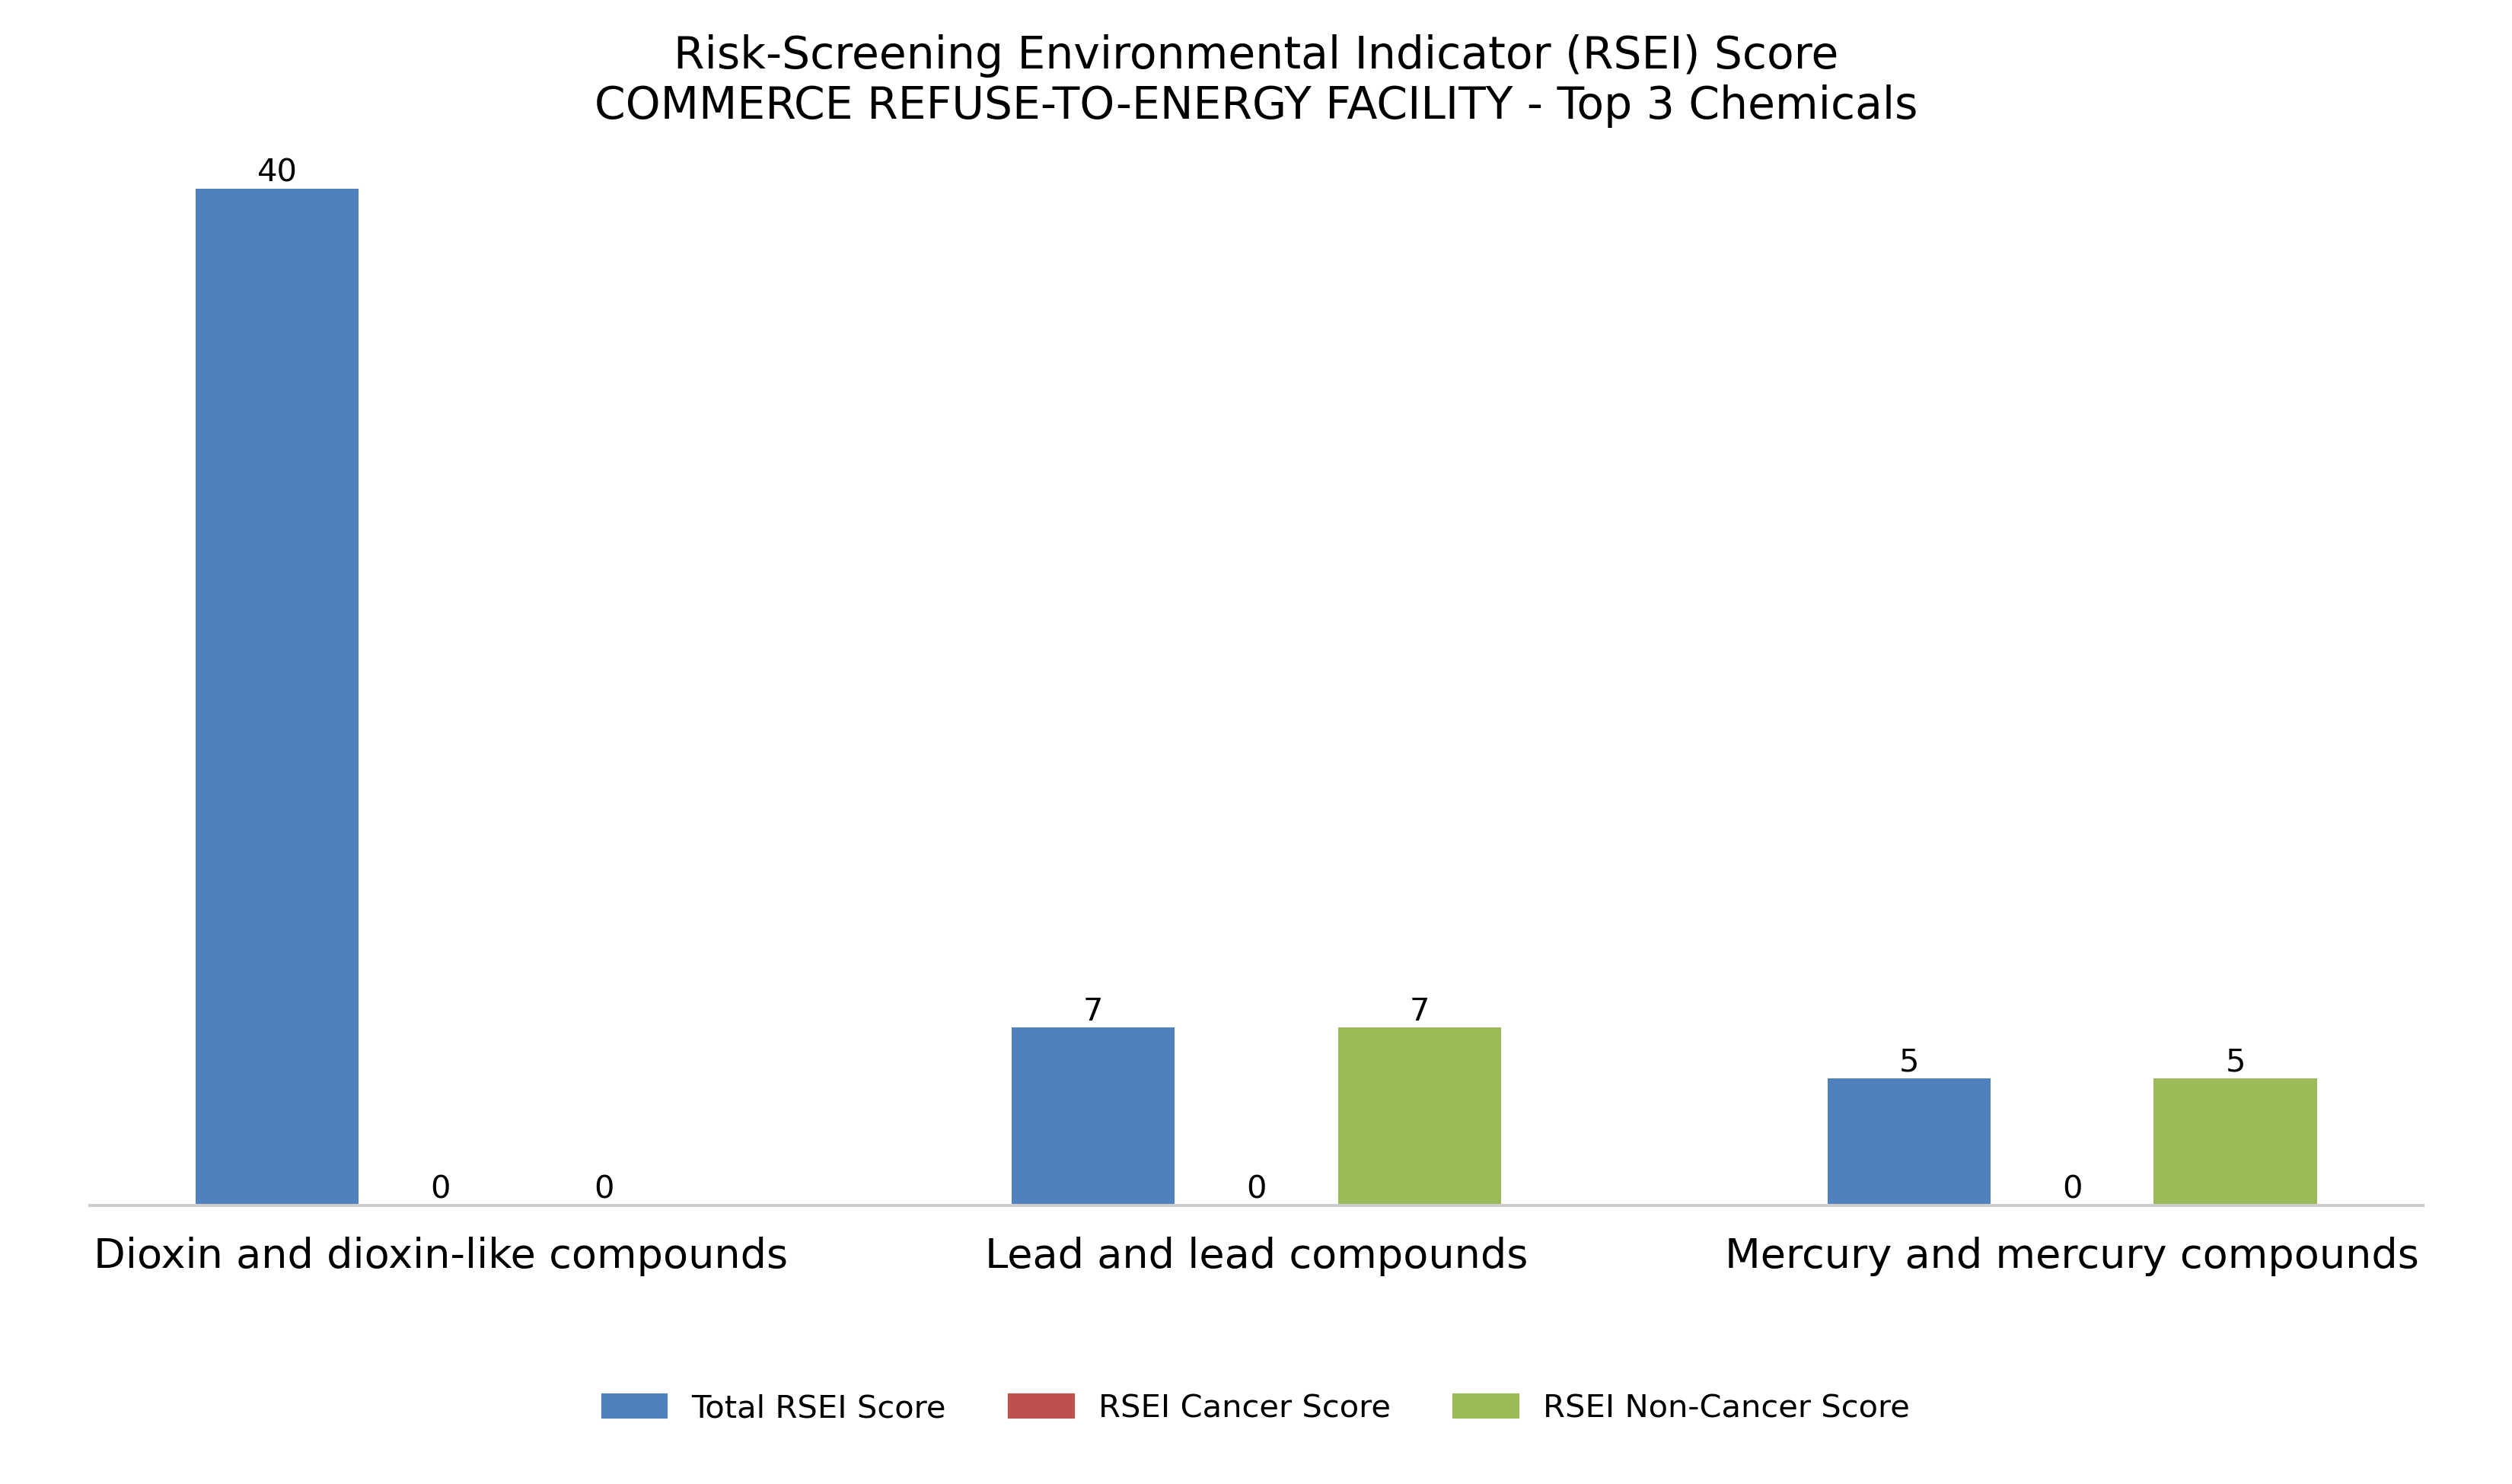 Risk-Screening Environmental Indicator (RSEI) Score
COMMERCE REFUSE-TO-ENERGY FACILITY - Top 3 Chemicals
40
0
0
7
0
7
5
0
5
Dioxin and dioxin-like compounds
Lead and lead compounds
Mercury and mercury compounds
Total RSEI Score
RSEI Cancer Score
RSEI Non-Cancer Score